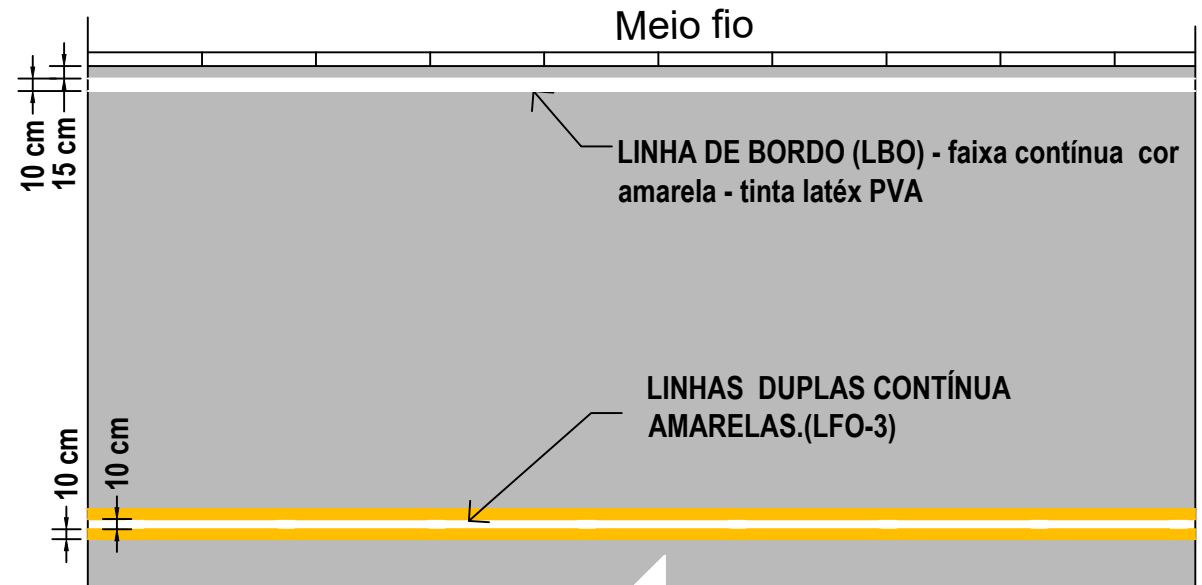 Meio fio
10 cm
15 cm
LINHA DE BORDO (LBO) - faixa contínua cor
amarela - tinta latéx PVA
LINHAS DUPLAS CONTÍNUA
AMARELAS.(LFO-3)
10 cm
10 cm